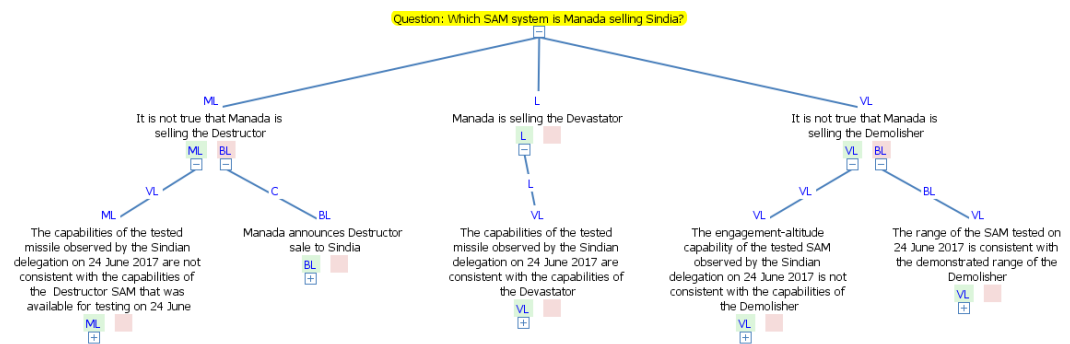 Question: Which SAM system is Manada selling Sindia?
ML
L
VL
It is not true that Manada is
selling the Destructor
ML BL
Manada is selling the Devastator
L
It is not true that Manada is
selling the Demolisher
VL BL
VL
C
L
VL
BL
ML
The capabilities of the tested
missile observed by the Sindian
delegation on 24 June 2017 are not
consistent with the capabilities of
the Destructor SAM that was
available for testing on 24 June
ML
BL
Manada announces Destructor
sale to Sindia
BL
VL
The capabilities of the tested
missile observed by the Sindian
delegation on 24 June 2017 are
consistent with the capabilities of
the Devastator
VL
VL
The engagement-altitude
capability of the tested SAM
observed by the Sindian
delegation on 24 June 2017 is not
consistent with the capabilities of
the Demolisher
VL
VL
The range of the SAM tested on
24 June 2017 is consistent with
the demonstrated range of the
Demolisher
VL